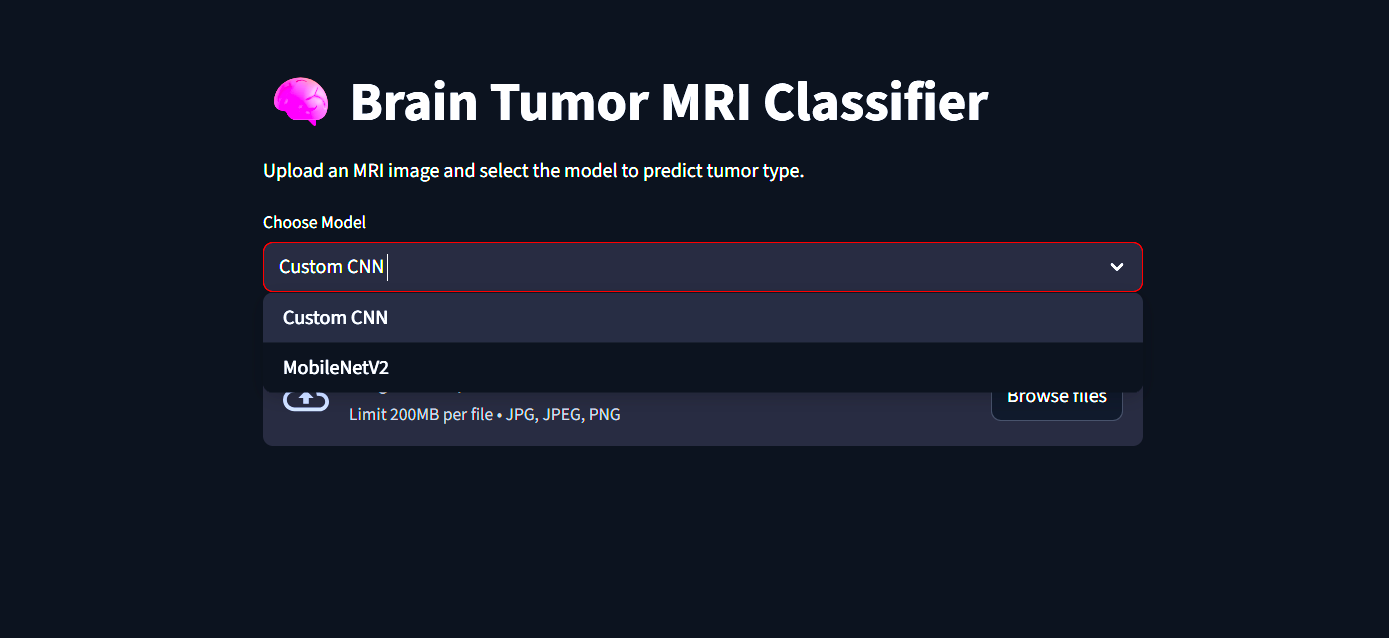 Brain Tumor MRI Classifier
Upload an MRI image and select the model to predict tumor type.
Choose Model
Custom CNN
Custom CNN
MobileNetV2
Limit 200MB per file • JPG, JPEG, PNG
Browse files